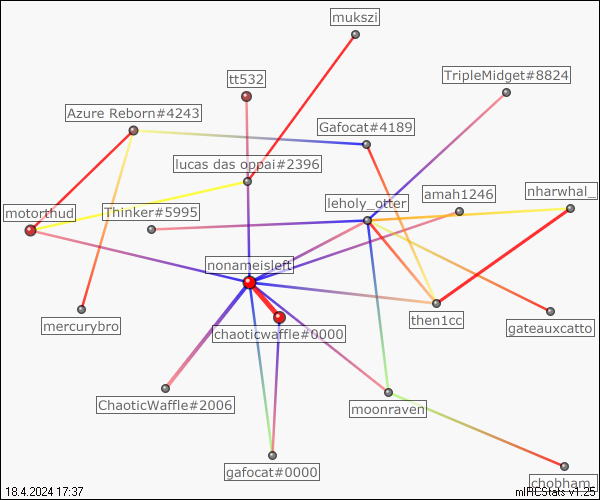 mukszi
tt532
TripleMidget#8824
Azure Reborn#4243
Gafocat#4189
lucas das oppai#2396
leholy_otter
amah1246
nharwhal_
motorthud
Thinker#5995
nonameisleft
mercurybro
chaoticwaffle#0000
then1cc
gateauxcatto
ChaoticWaffle#2006
moonraven
gafocat#0000
chobham_
18.4.2024 17:37
mIRCStats v1.25